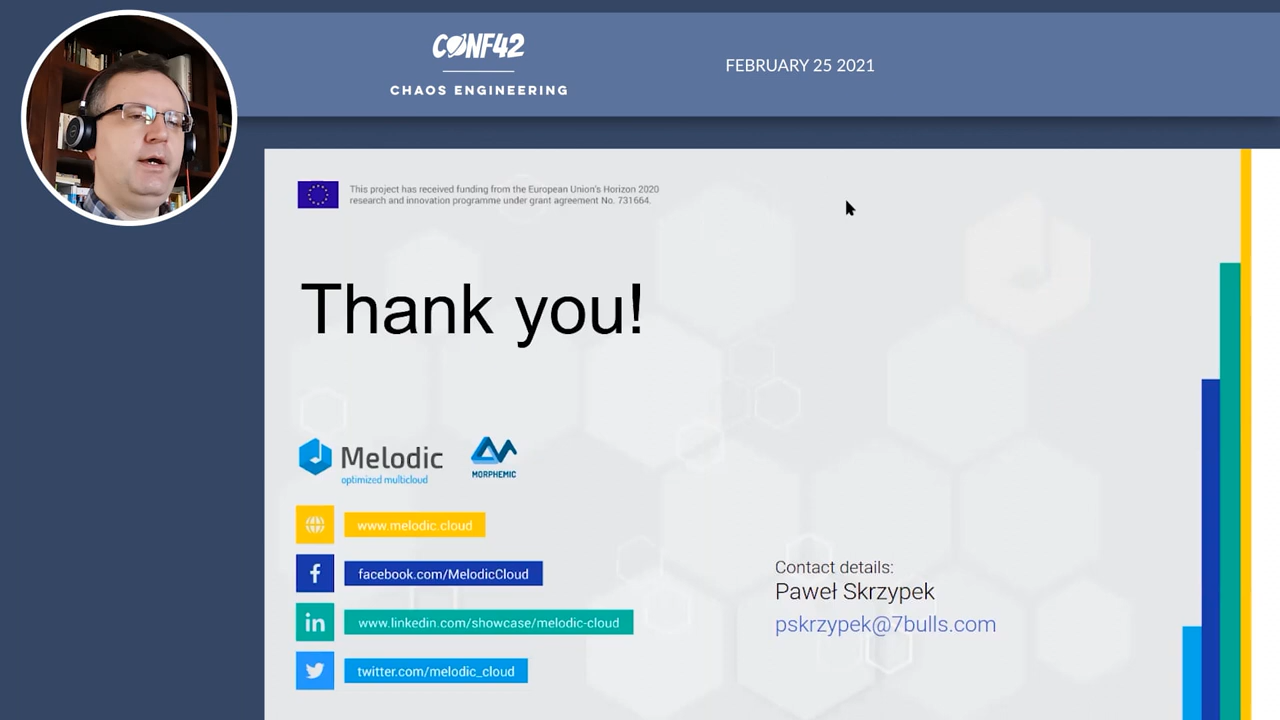 CONF42
CHAOS ENGINEERING
FEBRUARY 25 2021
This project has received funding from the European Union's Horizon 2020
research and innovation programme under grant agreement No. 731664.
Thank you!
Melodic
optimized multicloud
MORPHEMIC
www.melodic.cloud
facebook.com/MelodicCloud
www.linkedin.com/showcase/melodic-cloud
twitter.com/melodic_cloud
Contact details:
Paweł Skrzypek
pskrzypek@7bulls.com